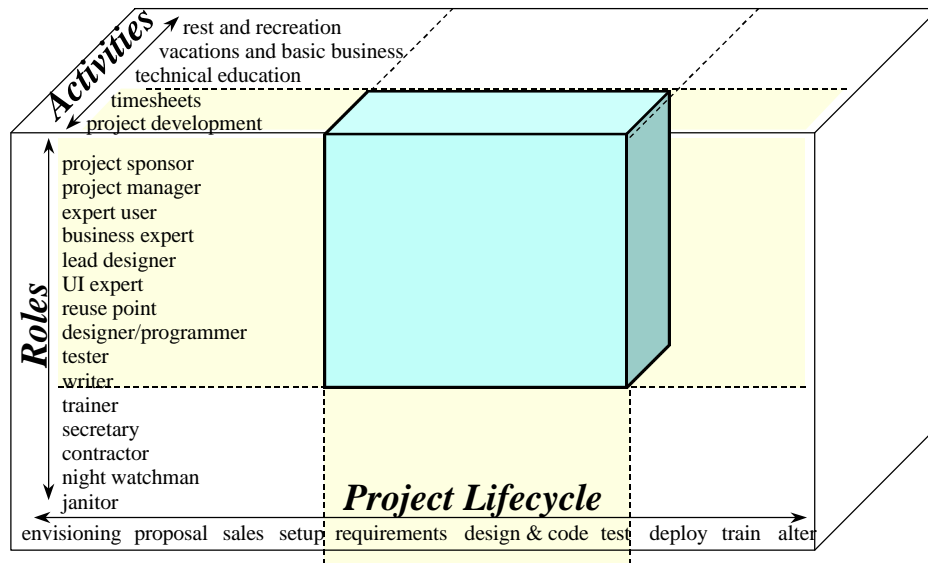 Activities
rest and recreation
vacations and basic business
technical education
timesheets
project development
Roles
project sponsor
project manager
expert user
business expert
lead designer
UI expert
reuse point
designer/programmer
tester
writer
trainer
secretary
contractor
night watchman
janitor
Project Lifecycle
envisioning proposal sales setup requirements design & code test deploy train alter